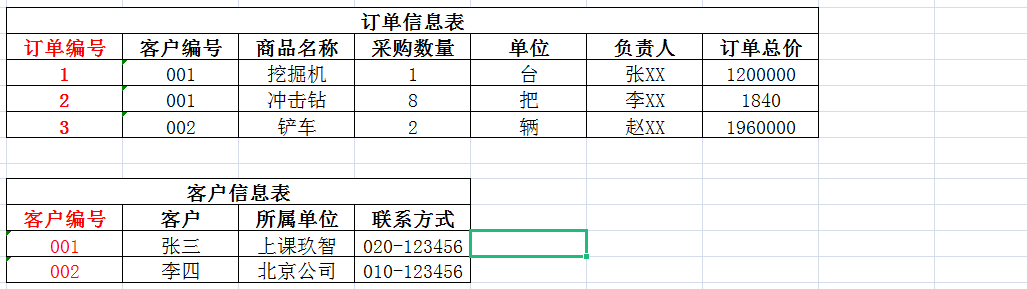 订单信息表
订单编号 客户编号 商品名称 采购数量 单位 负责人 订单总价
1 001 挖掘机 1 台 张XX 1200000
2 001 冲击钻 8 把 李XX 1840
3 002 铲车 2 辆 赵XX 1960000
客户信息表
客户编号 客户 所属单位 联系方式
001 张三 上课玖智 020-123456
002 李四 北京公司 010-123456